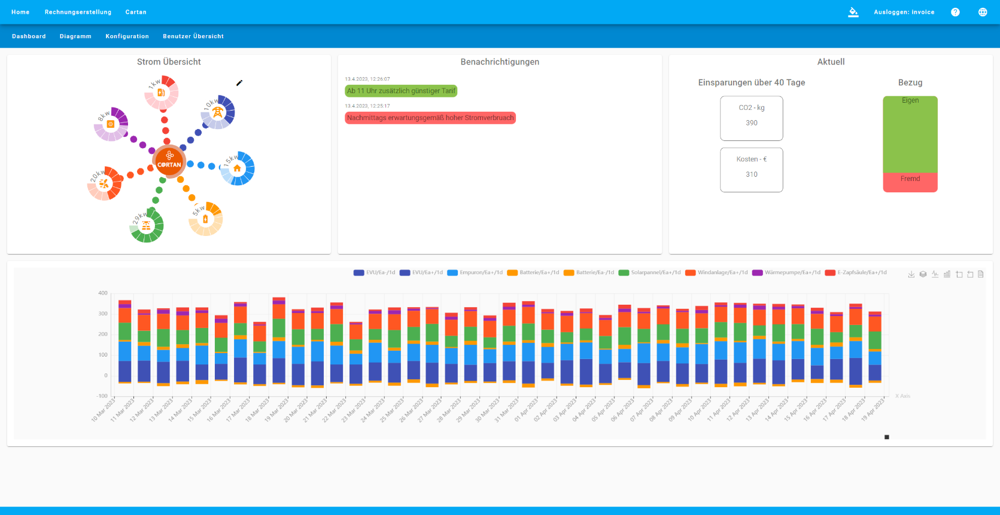 Home Rechnungserstellung Cartan Ausloggen: invoice
Dashboard Diagramm Konfiguration Benutzer Übersicht
Strom Übersicht
1kw
10kw
8kw
15kw
20kw
29kw
5kw
C@RTAN
Benachrichtigungen
13.4.2023, 12:26:07
Ab 11 Uhr zusätzlich günstiger Tarif
13.4.2023, 12:25:17
Nachmittags erwartungsgemäß hoher Stromverbruach
Aktuell
Einsparungen über 40 Tage
CO2 - kg
390
Kosten - €
310
Bezug
Eigen
Fremd
EVU/Ea-/1d EVU/Ea+/1d Empuron/Ea+/1d Batterie/Ea+/1d Batterie/Ea-/1d Solarpannel/Ea+/1d Windanlage/Ea+/1d Wärmepumpe/Ea+/1d E-Zapfsäule/Ea+/1d
400
300
200
100
0
-100
X Axis
10 Mar 2023
11 Mar 2023
12 Mar 2023
13 Mar 2023
14 Mar 2023
15 Mar 2023
16 Mar 2023
17 Mar 2023
18 Mar 2023
19 Mar 2023
20 Mar 2023
21 Mar 2023
22 Mar 2023
23 Mar 2023
24 Mar 2023
25 Mar 2023
26 Mar 2023
27 Mar 2023
28 Mar 2023
29 Mar 2023
30 Mar 2023
31 Mar 2023
01 Apr 2023
02 Apr 2023
03 Apr 2023
04 Apr 2023
05 Apr 2023
06 Apr 2023
07 Apr 2023
08 Apr 2023
09 Apr 2023
10 Apr 2023
11 Apr 2023
12 Apr 2023
13 Apr 2023
14 Apr 2023
15 Apr 2023
16 Apr 2023
17 Apr 2023
18 Apr 2023
19 Apr 2023